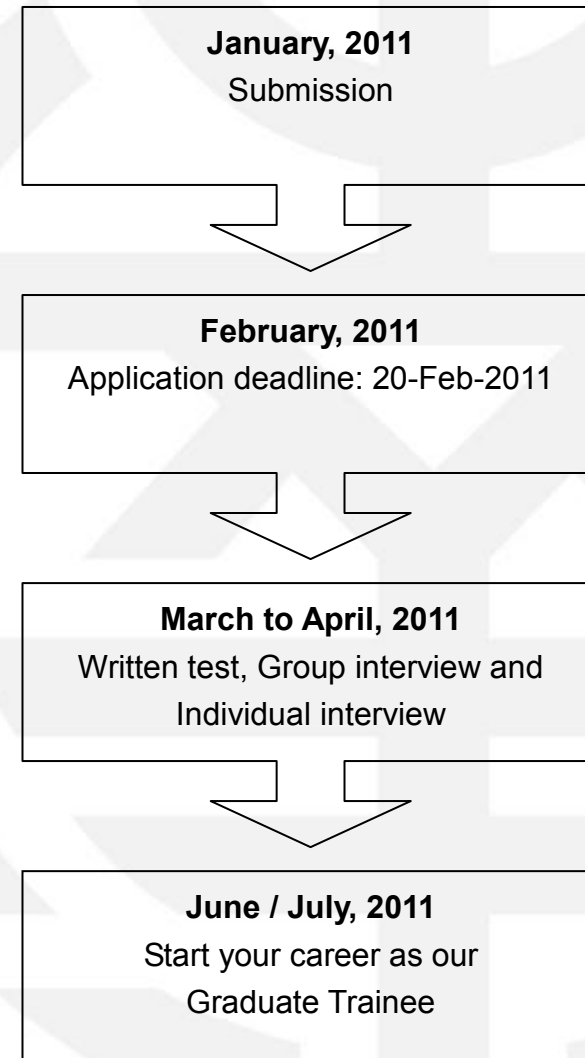 January, 2011
Submission
February, 2011
Application deadline: 20-Feb-2011
March to April, 2011
Written test, Group interview and
Individual interview
June / July, 2011
Start your career as our
Graduate Trainee